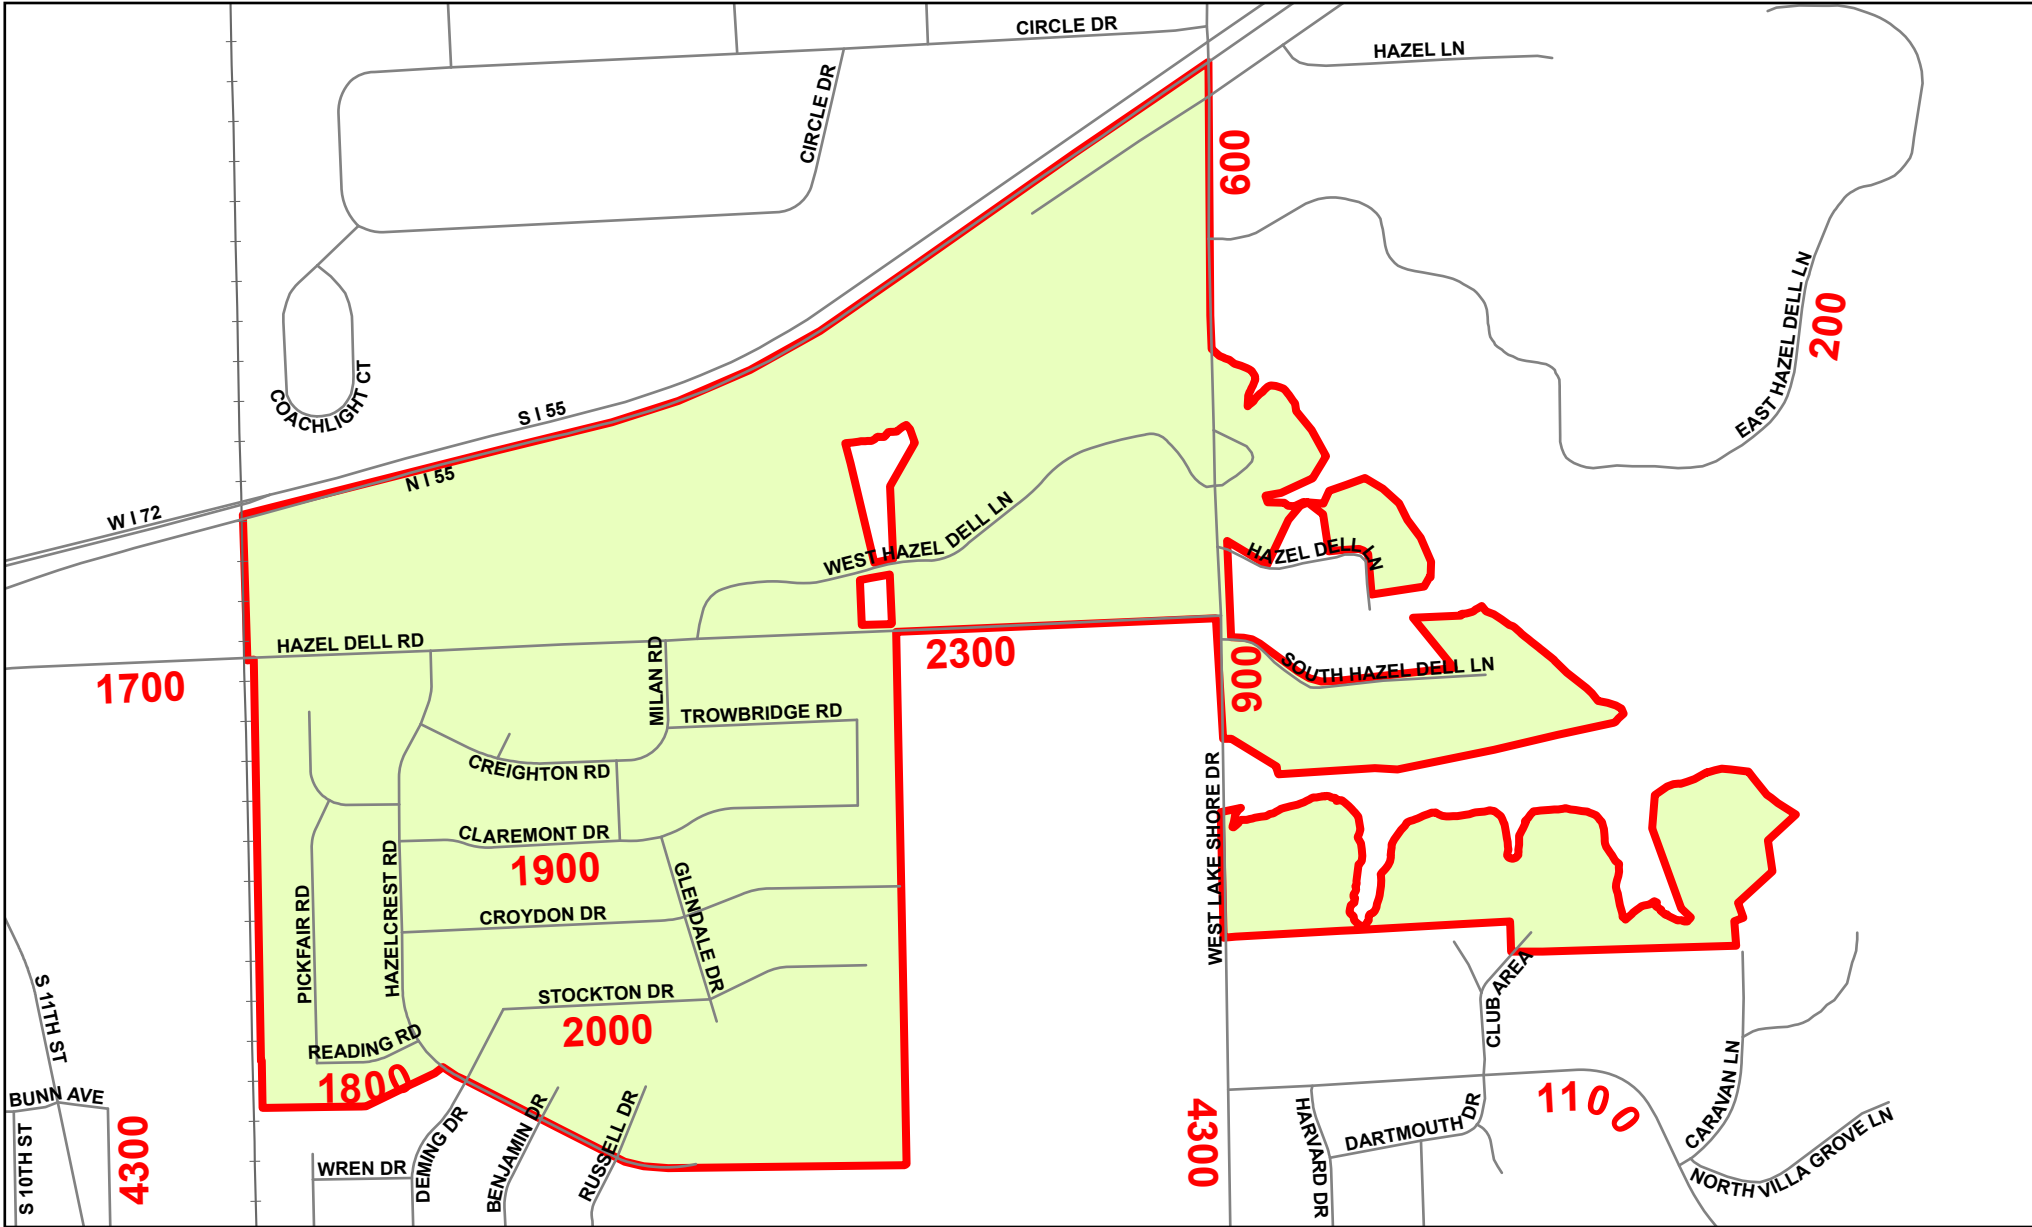 CIRCLE DR
HAZEL LN
CIRCLE DR
600
EAST HAZEL DELL LN
200
COACHLIGHT CT
S I 55
N I 55
W I 72
WEST HAZEL DELL LN
HAZEL DELL LN
HAZEL DELL RD
2300
1700
MILAN RD
900
SOUTH HAZEL DELL LN
TROWBRIDGE RD
CREIGHTON RD
CLAREMONT DR
1900
WEST LAKE SHORE DR
PICKFAIR RD
HAZELCREST RD
GLENDALE DR
CROYDON DR
STOCKTON DR
2000
S 11TH ST
READING RD
1800
CLUB AREA
BUNN AVE
S 10TH ST
4300
WREN DR
DEMING DR
BENJAMIN DR
RUSSELL DR
4300
HARVARD DR
DARTMOUTH DR
1100
CARAVAN LN
NORTH VILLA GROVE LN